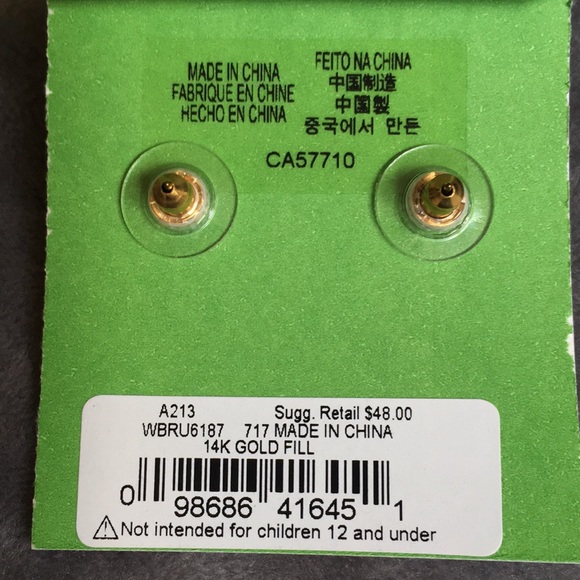 MADE IN CHINA
FABRIQUE EN CHINE
HECHO EN CHINA
FEITO NA CHINA
中国制造
中國製
중국에서 만든
CA57710
A213 Sugg. Retail $48.00
WBRU6187 717 MADE IN CHINA
14K GOLD FILL
0 98686 41645 1
Not intended for children 12 and under